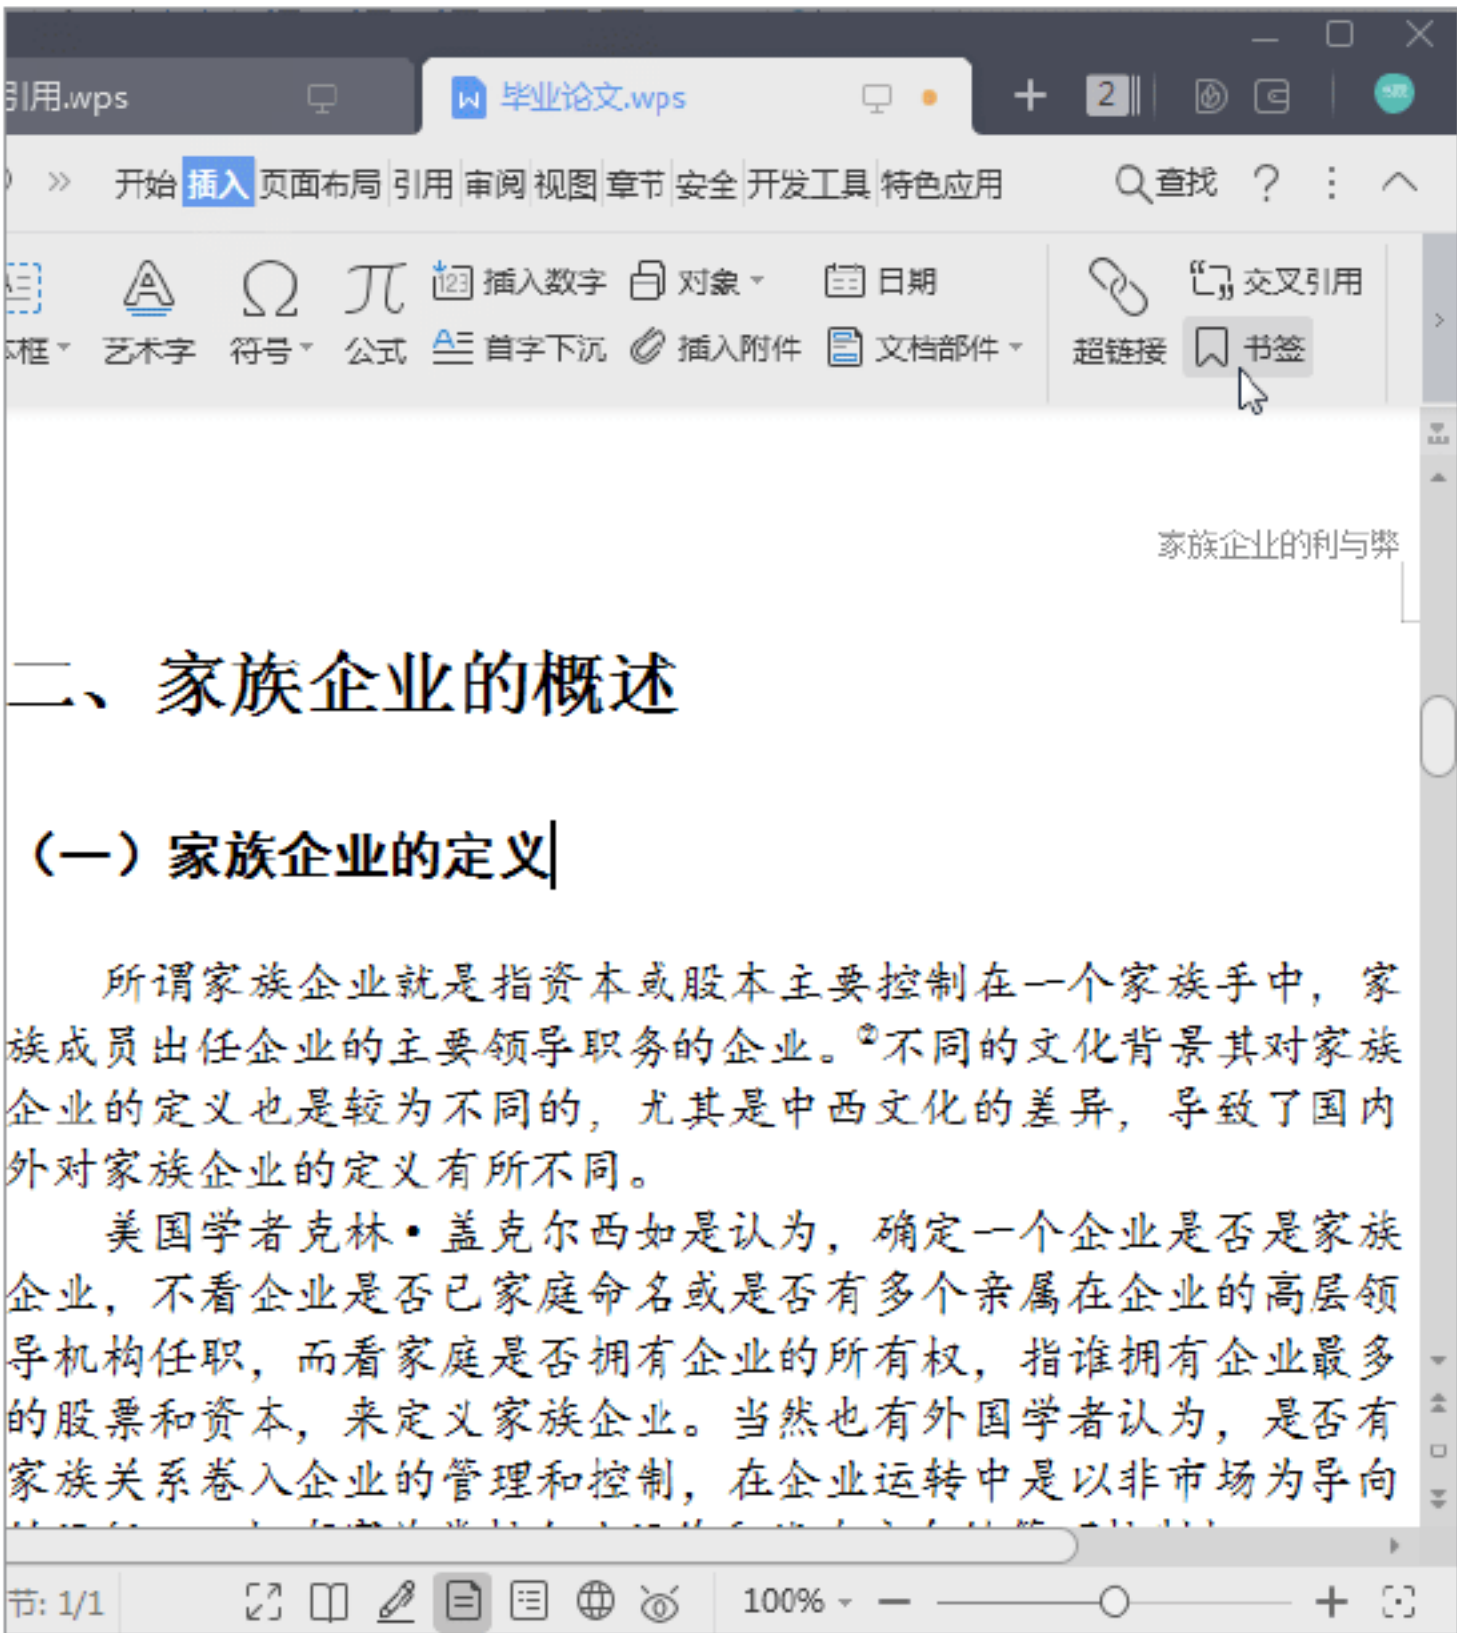 引用.wps
毕业论文.wps
2
开始 插入 页面布局 引用 审阅 视图 章节 安全 开发工具 特色应用 查找
插入数字 对象 日期 交叉引用
框 艺术字 符号 公式 首字下沉 插入附件 文档部件 超链接 书签
家族企业的利与弊
二、家族企业的概述
（一）家族企业的定义
所谓家族企业就是指资本或股本主要控制在一个家族手中，家
族成员出任企业的主要领导职务的企业。②不同的文化背景其对家族
企业的定义也是较为不同的，尤其是中西文化的差异，导致了国内
外对家族企业的定义有所不同。
美国学者克林•盖克尔西如是认为，确定一个企业是否是家族
企业，不看企业是否已家庭命名或是否有多个亲属在企业的高层领
导机构任职，而看家庭是否拥有企业的所有权，指谁拥有企业最多
的股票和资本，来定义家族企业。当然也有外国学者认为，是否有
家族关系卷入企业的管理和控制，在企业运转中是以非市场为导向
节: 1/1 100%